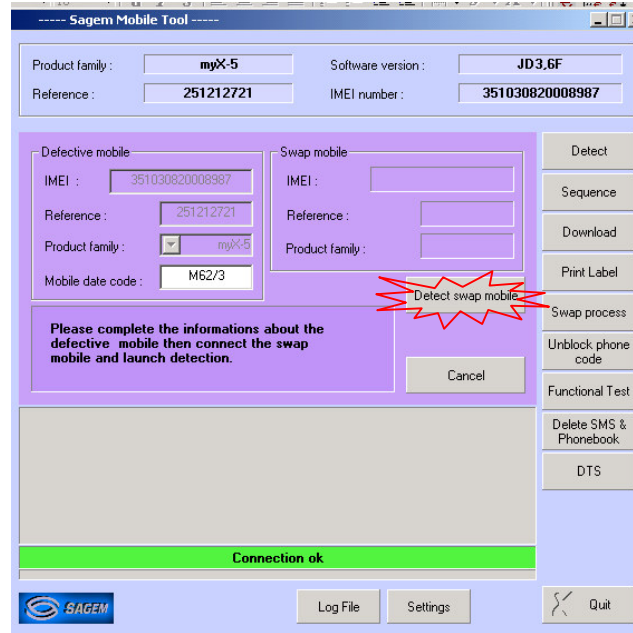 ----- Sagem Mobile Tool -----
Product family : myX-5 Software version : JD3,6F
Reference : 251212721 IMEI number : 351030820008987
Defective mobile
IMEI : 351030820008987
Reference : 251212721
Product family : myX-5
Mobile date code : M62/3
Swap mobile
IMEI :
Reference :
Product family :
Detect swap mobile
Please complete the informations about the
defective mobile then connect the swap
mobile and launch detection.
Cancel
Detect
Sequence
Download
Print Label
Swap process
Unblock phone
code
Functional Test
Delete SMS &
Phonebook
DTS
Connection ok
SAGEM
Log File
Settings
Quit